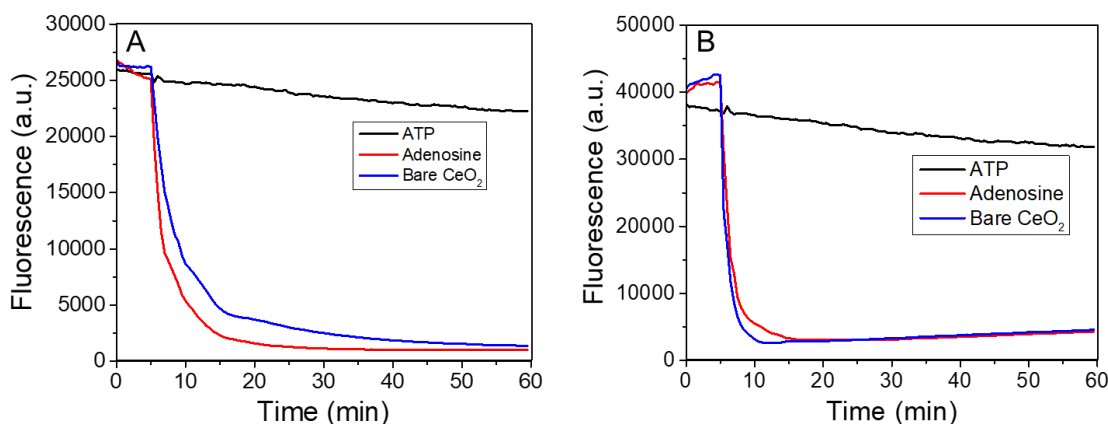 A
Fluorescence (a.u.)
30000
25000
20000
15000
10000
5000
0
ATP
Adenosine
Bare CeO₂
0 10 20 30 40 50 60
Time (min)
B
Fluorescence (a.u.)
50000
40000
30000
20000
10000
0
ATP
Adenosine
Bare CeO₂
0 10 20 30 40 50 60
Time (min)